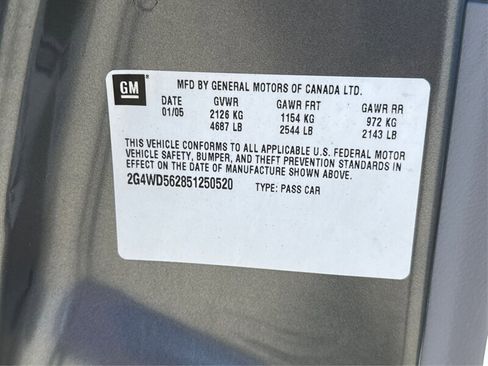 GM
MFD BY GENERAL MOTORS OF CANADA LTD.
DATE GVWR GAWR FRT GAWR RR
01/05 2126 KG 1154 KG 972 KG
4687 LB 2544 LB 2143 LB
THIS VEHICLE CONFORMS TO ALL APPLICABLE U.S. FEDERAL MOTOR
VEHICLE SAFETY, BUMPER, AND THEFT PREVENTION STANDARDS IN
EFFECT ON THE DATE OF MANUFACTURE SHOWN ABOVE.
2G4WD562851250520 TYPE: PASS CAR